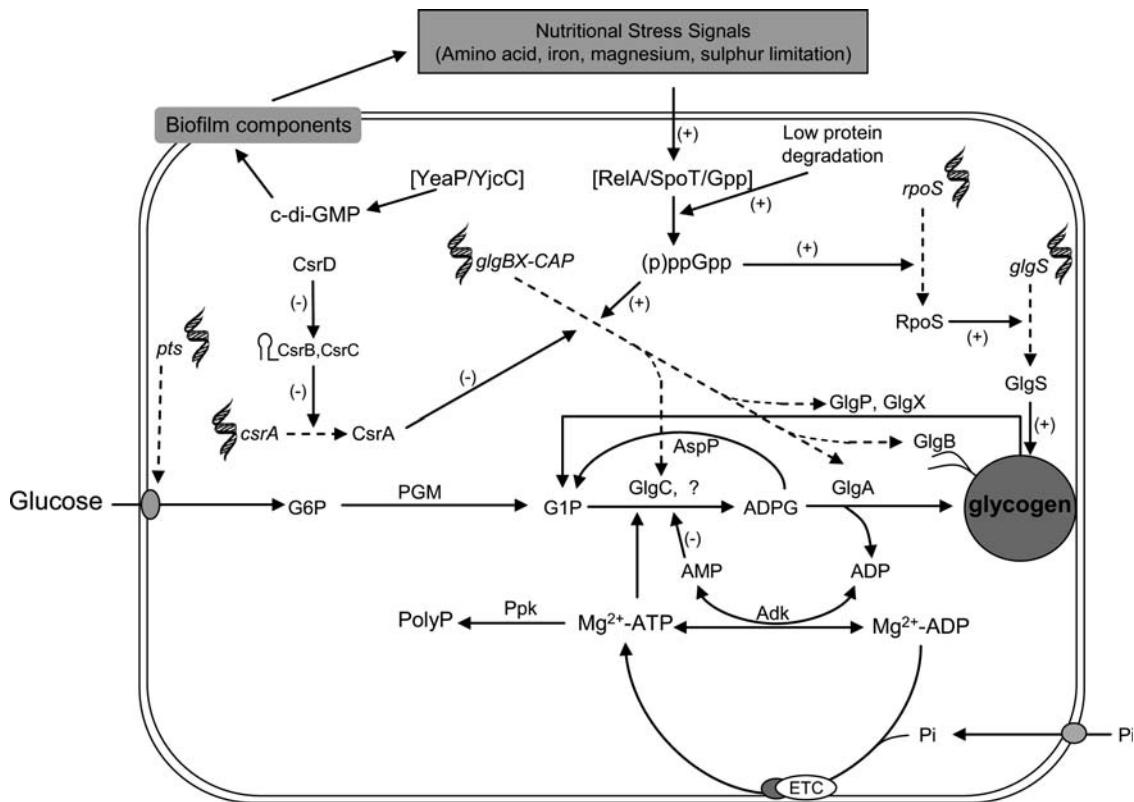 Nutritional Stress Signals
(Amino acid, iron, magnesium, sulphur limitation)
Biofilm components
(+)
Low protein
degradation
[YeaP/YjcC]
[RelA/SpoT/Gpp]
rpoS
(+)
c-di-GMP
CsrD
glgBX-CAP
(p)ppGpp
(+)
glgS
(-)
(+)
RpoS
(+)
pts
CsrB,CsrC
(-)
(-)
GlgS
GlgP, GlgX
csrA
CsrA
(+)
AspP
GlgB
Glucose
G6P
PGM
G1P
GlgC, ?
ADPG
GlgA
glycogen
(-)
AMP
ADP
PolyP
Ppk
Mg2+-ATP
Adk
Mg2+-ADP
Pi
Pi
ETC